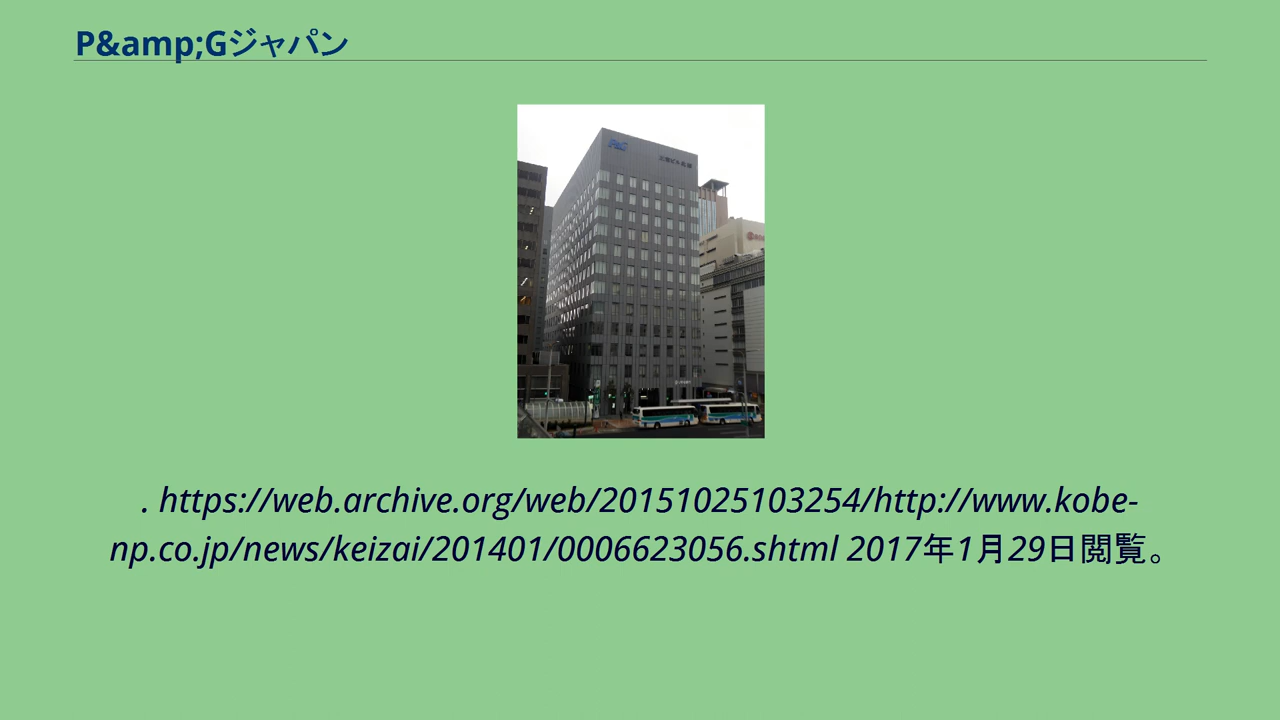 P&amp;Gジャパン
P&G
. https://web.archive.org/web/20151025103254/http://www.kobe-
np.co.jp/news/keizai/201401/0006623056.shtml 2017年1月29日閲覧。